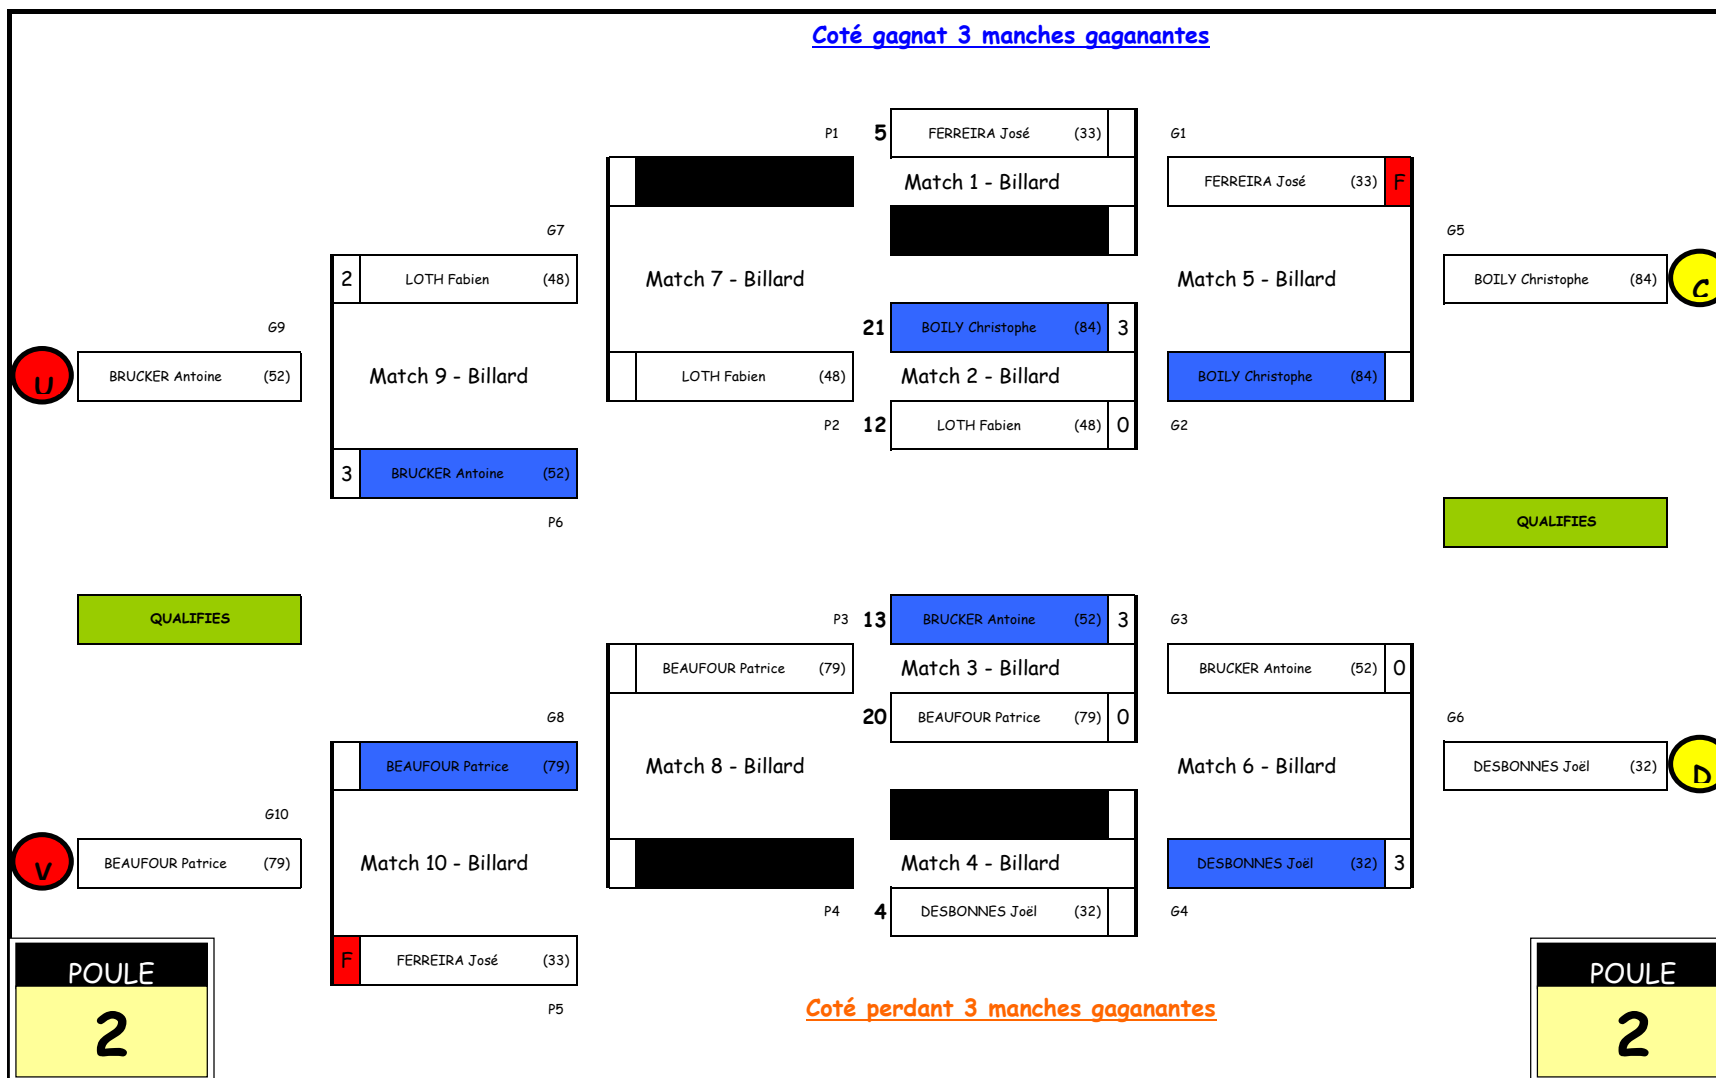 Coté gagnat 3 manches gaganantes
P1 5 FERREIRA José (33) G1
Match 1 - Billard FERREIRA José (33) F
G7 G5
2 LOTH Fabien (48) Match 7 - Billard Match 5 - Billard BOILY Christophe (84) C
G9 21 BOILY Christophe (84) 3
U BRUCKER Antoine (52) Match 9 - Billard LOTH Fabien (48) Match 2 - Billard BOILY Christophe (84)
P2 12 LOTH Fabien (48) 0 G2
3 BRUCKER Antoine (52)
P6 QUALIFIES
QUALIFIES P3 13 BRUCKER Antoine (52) 3 G3
BEAUFOUR Patrice (79) Match 3 - Billard BRUCKER Antoine (52) 0
G8 20 BEAUFOUR Patrice (79) 0 G6
BEAUFOUR Patrice (79) Match 8 - Billard Match 6 - Billard DESBONNES Joël (32) D
G10
V BEAUFOUR Patrice (79) Match 10 - Billard Match 4 - Billard DESBONNES Joël (32) 3
P4 4 DESBONNES Joël (32) G4
F FERREIRA José (33)
POULE POULE
P5 Coté perdant 3 manches gaganantes
2 2